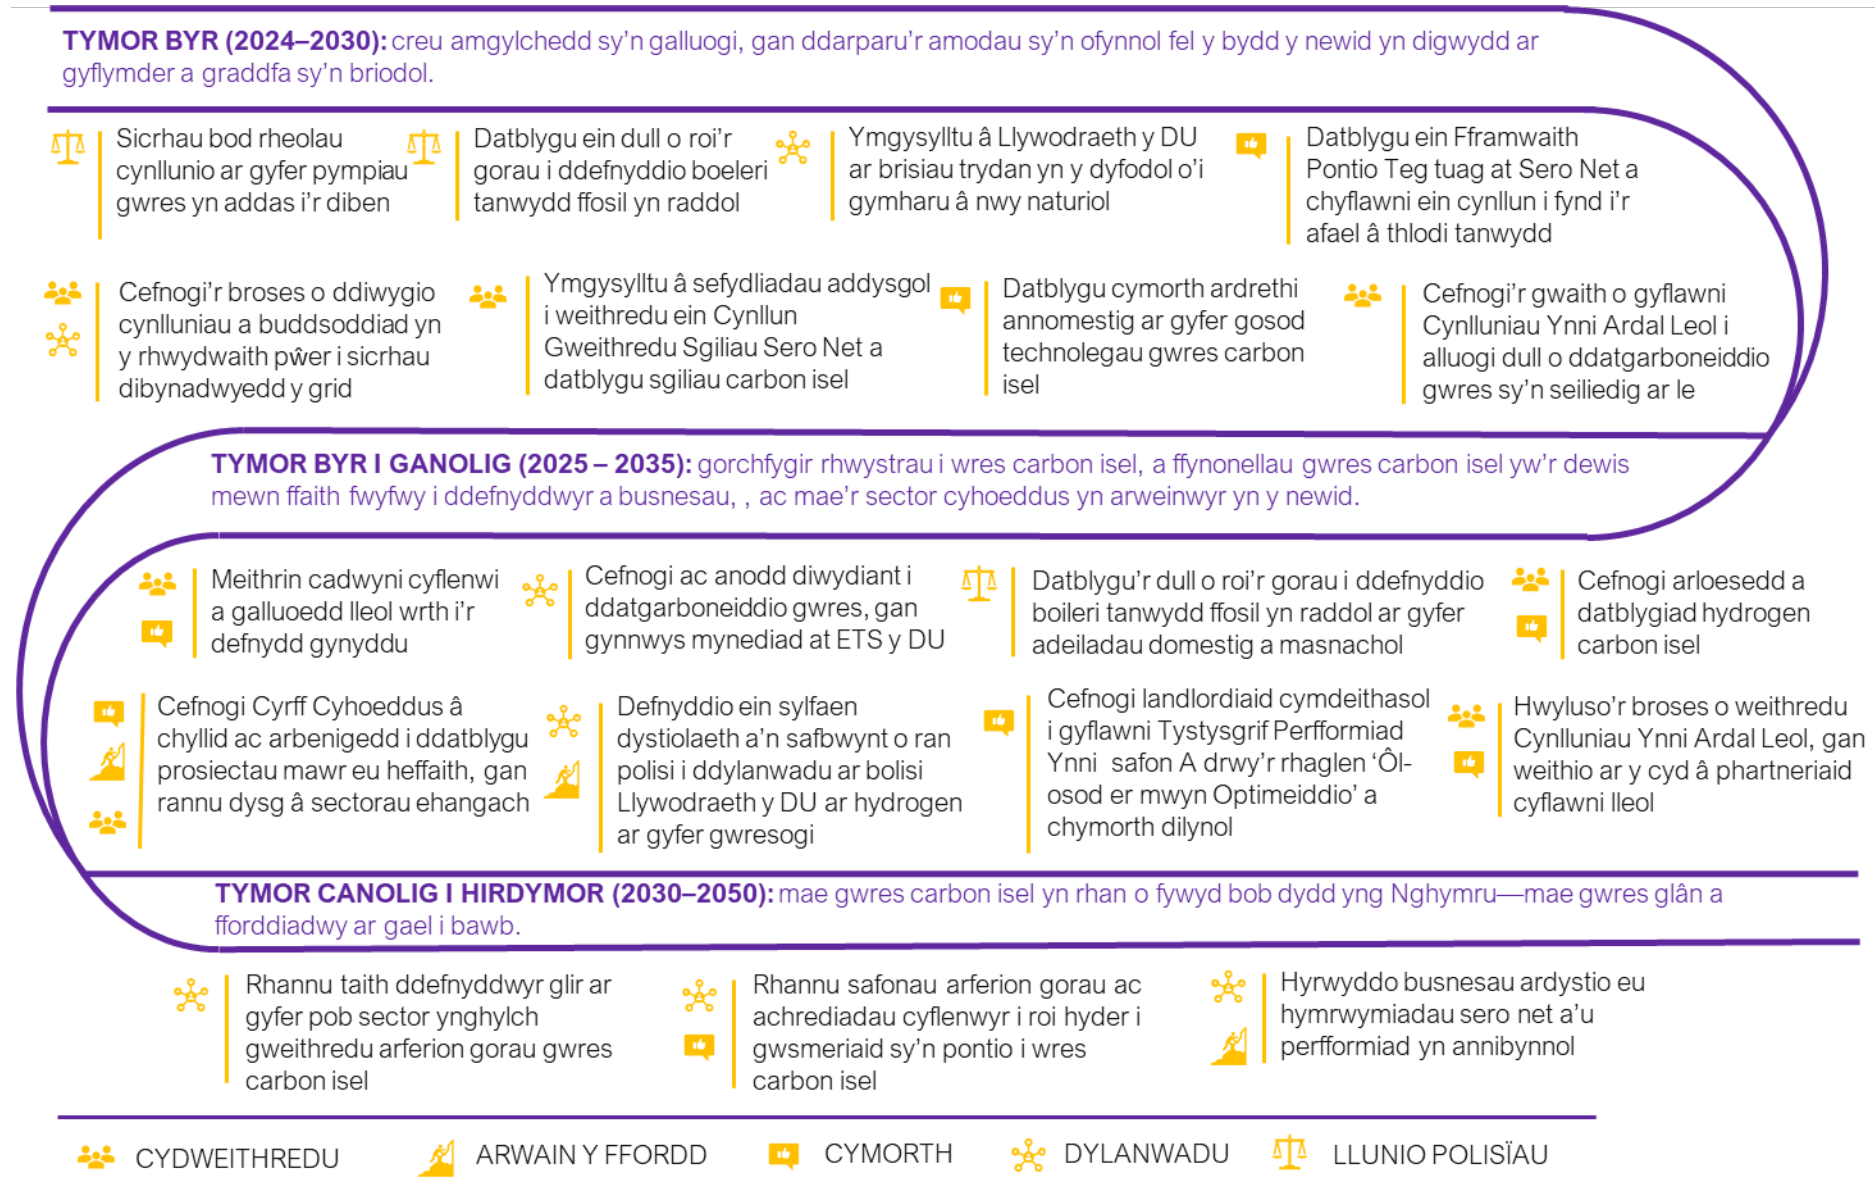 TYMOR BYR (2024–2030): creu amgylchedd sy'n galluogi, gan ddarparu'r amodau sy'n ofynnol fel y bydd y newid yn digwydd ar
gyflymder a graddfa sy'n briodol.
Sicrhau bod rheolau
cynllunio ar gyfer pympiau
gwres yn addas i'r diben
Datblygu ein dull o roi'r
gorau i ddefnyddio boeleri
tanwydd ffosil yn raddol
Ymgysylltu â Llywodraeth y DU
ar brisiau trydan yn y dyfodol o'i
gymharu â nwy naturiol
Datblygu ein Fframwaith
Pontio Teg tuag at Sero Net a
chyflawni ein cynllun i fynd i'r
afael â thlodi tanwydd
Cefnogi'r broses o ddiwygio
cynlluniau a buddsoddiad yn
y rhwydwaith pŵer i sicrhau
dibynadwyedd y grid
Ymgysylltu â sefydliadau addysgol
i weithredu ein Cynllun
Gweithredu Sgiliau Sero Net a
datblygu sgiliau carbon isel
Datblygu cymorth ardrethi
annomestig ar gyfer gosod
technolegau gwres carbon
isel
Cefnogi'r gwaith o gyflawni
Cynlluniau Ynni Ardal Leol i
alluogi dull o ddatgarboneiddio
gwres sy'n seiliedig ar le
TYMOR BYR I GANOLIG (2025 – 2035): gorchfygir rhwystrau i wres carbon isel, a ffynonellau gwres carbon isel yw'r dewis
mewn ffaith fwyfwy i ddefnyddwyr a busnesau, , ac mae'r sector cyhoeddus yn arweinwyr yn y newid.
Meithrin cadwyni cyflenwi
a galluoedd lleol wrth i'r
defnydd gynyddu
Cefnogi ac anodd diwydiant i
ddatgarboneiddio gwres, gan
gynnwys mynediad at ETS y DU
Datblygu'r dull o roi'r gorau i ddefnyddio
boileri tanwydd ffosil yn raddol ar gyfer
adeiladau domestig a masnachol
Cefnogi arloesedd a
datblygiad hydrogen
carbon isel
Cefnogi Cyrff Cyhoeddus â
chyllid ac arbenigedd i ddatblygu
prosiectau mawr eu heffaith, gan
rannu dysg â sectorau ehangach
Defnyddio ein sylfaen
dystiolaeth a'n safbwynt o ran
polisi i ddylanwadu ar bolisi
Llywodraeth y DU ar hydrogen
ar gyfer gwresogi
Cefnogi landlordiaid cymdeithasol
i gyflawni Tystysgrif Perfformiad
Ynni safon A drwy'r rhaglen 'Ôl-
osod er mwyn Optimeiddio' a
chymorth dilynol
Hwyluso'r broses o weithredu
Cynlluniau Ynni Ardal Leol, gan
weithio ar y cyd â phartneriaid
cyflawni lleol
TYMOR CANOLIG I HIRDYMOR (2030–2050): mae gwres carbon isel yn rhan o fywyd bob dydd yng Nghymru—mae gwres glân a
fforddiadwy ar gael i bawb.
Rhannu taith ddefnyddwyr glir ar
gyfer pob sector ynghylch
gweithredu arferion gorau gwres
carbon isel
Rhannu safonau arferion gorau ac
achrediadau cyflenwyr i roi hyder i
gwsmeriaid sy'n pontio i wres
carbon isel
Hyrwyddo busnesau ardystio eu
hymrwymiadau sero net a'u
perfformiad yn annibynnol
CYDWEITHREDU
ARWAIN Y FFORDD
CYMORTH
DYLANWADU
LLUNIO POLISÏAU